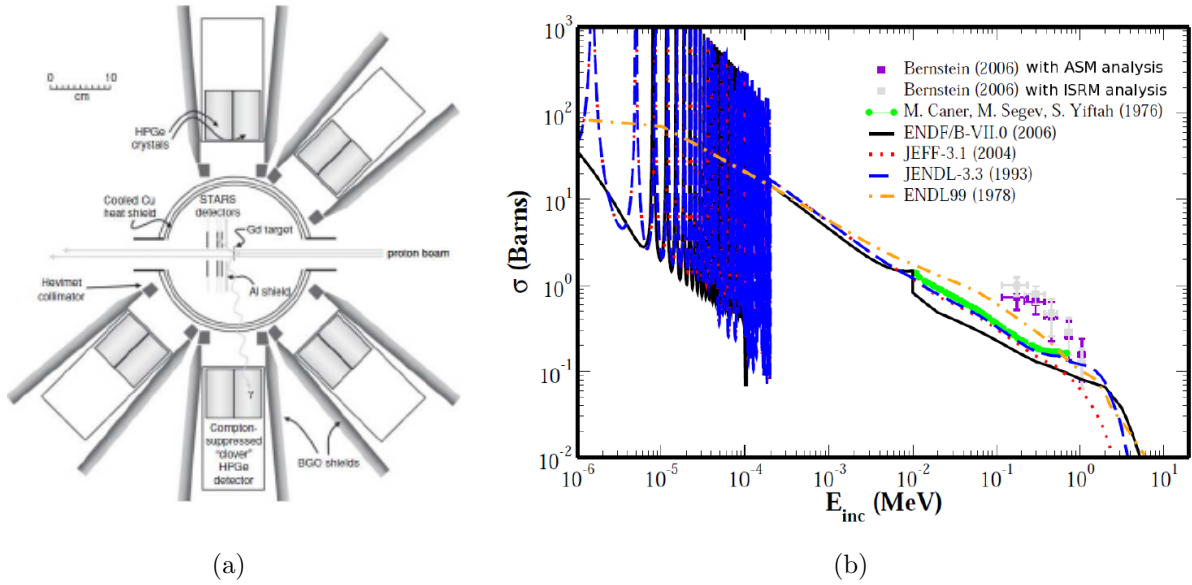 0 10
cm
HPGe
crystals
Cooled Cu
heat shield
STARS
detectors
Gd target
proton beam
Hevimet
collimator
Al shield
γ
Compton-
suppressed
"clover"
HPGe
detector
BGO shields
(a)
σ (Barns)
10³
10²
10¹
10⁰
10⁻¹
10⁻²
Bernstein (2006) with ASM analysis
Bernstein (2006) with ISRM analysis
M. Caner, M. Segev, S. Yiftah (1976)
ENDF/B-VII.0 (2006)
JEFF-3.1 (2004)
JENDL-3.3 (1993)
ENDL99 (1978)
10⁻⁶ 10⁻⁵ 10⁻⁴ 10⁻³ 10⁻² 10⁻¹ 10⁰ 10¹
E_inc (MeV)
(b)